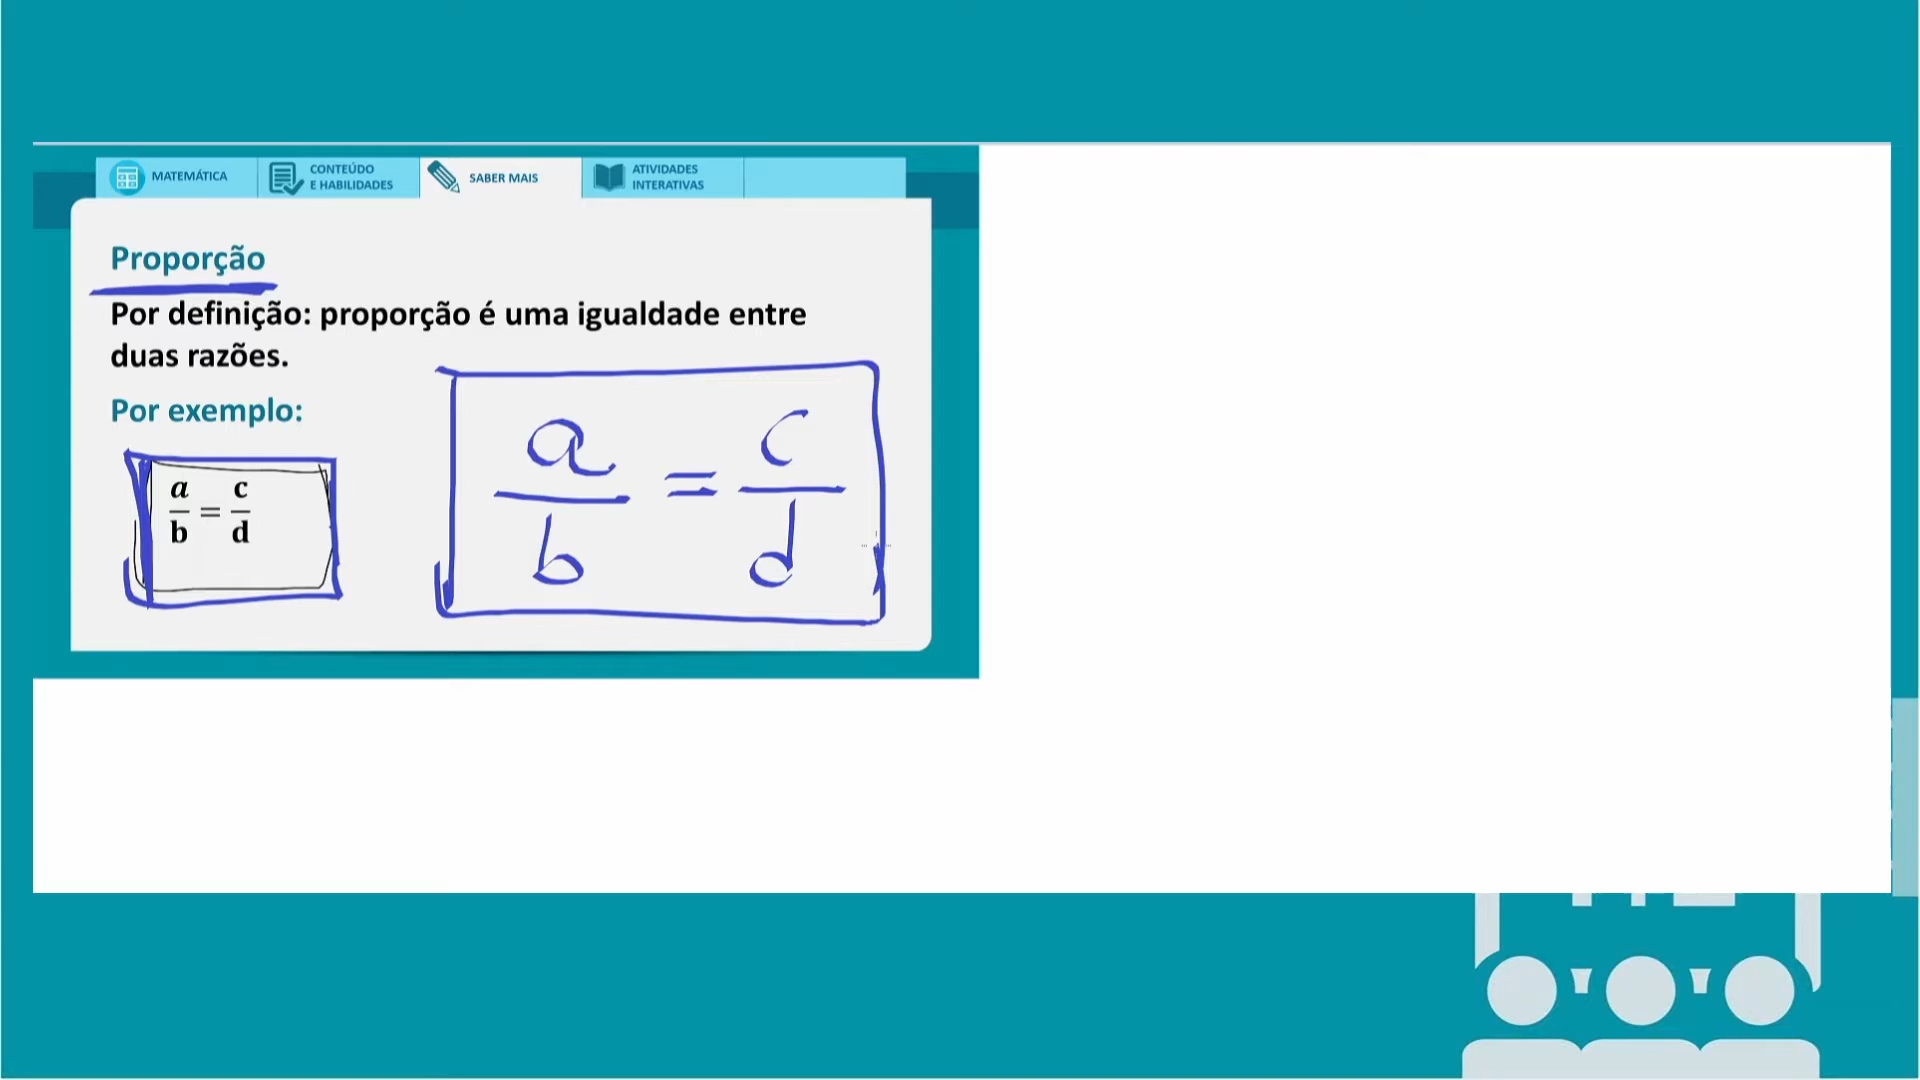 MATEMÁTICA
CONTEÚDO
E HABILIDADES
SABER MAIS
ATIVIDADES
INTERATIVAS
Proporção
Por definição: proporção é uma igualdade entre
duas razões.
Por exemplo:
a/b = c/d
a/b = c/d